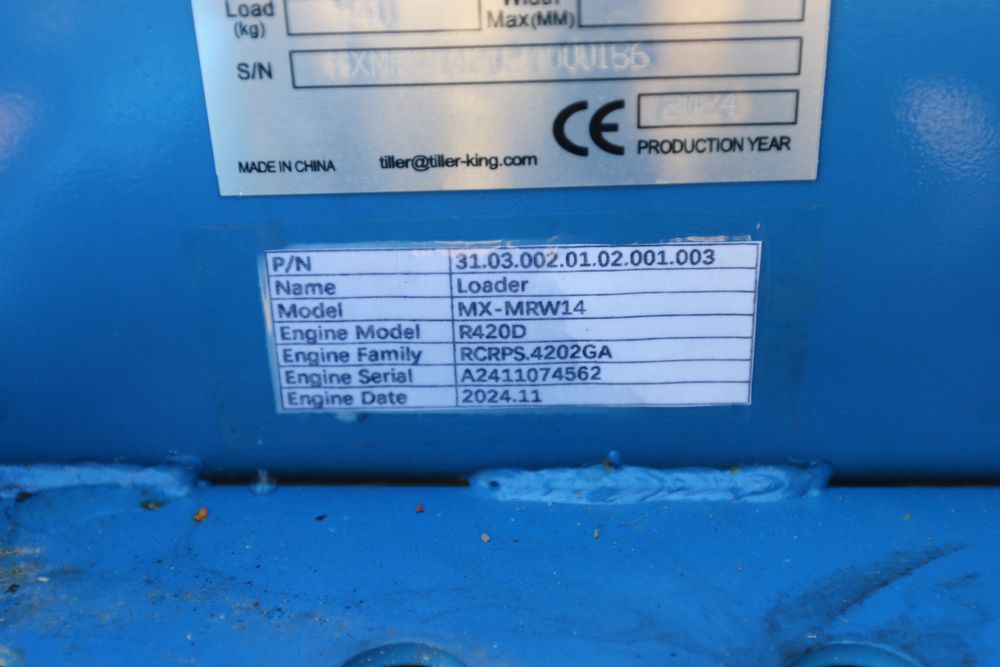 Load
(kg)
Max(MM)
S/N
CE
2024
PRODUCTION YEAR
MADE IN CHINA
tiller@tiller-king.com
P/N 31.03.002.01.02.001.003
Name Loader
Model MX-MRW14
Engine Model R420D
Engine Family RCRPS.4202GA
Engine Serial A2411074562
Engine Date 2024.11